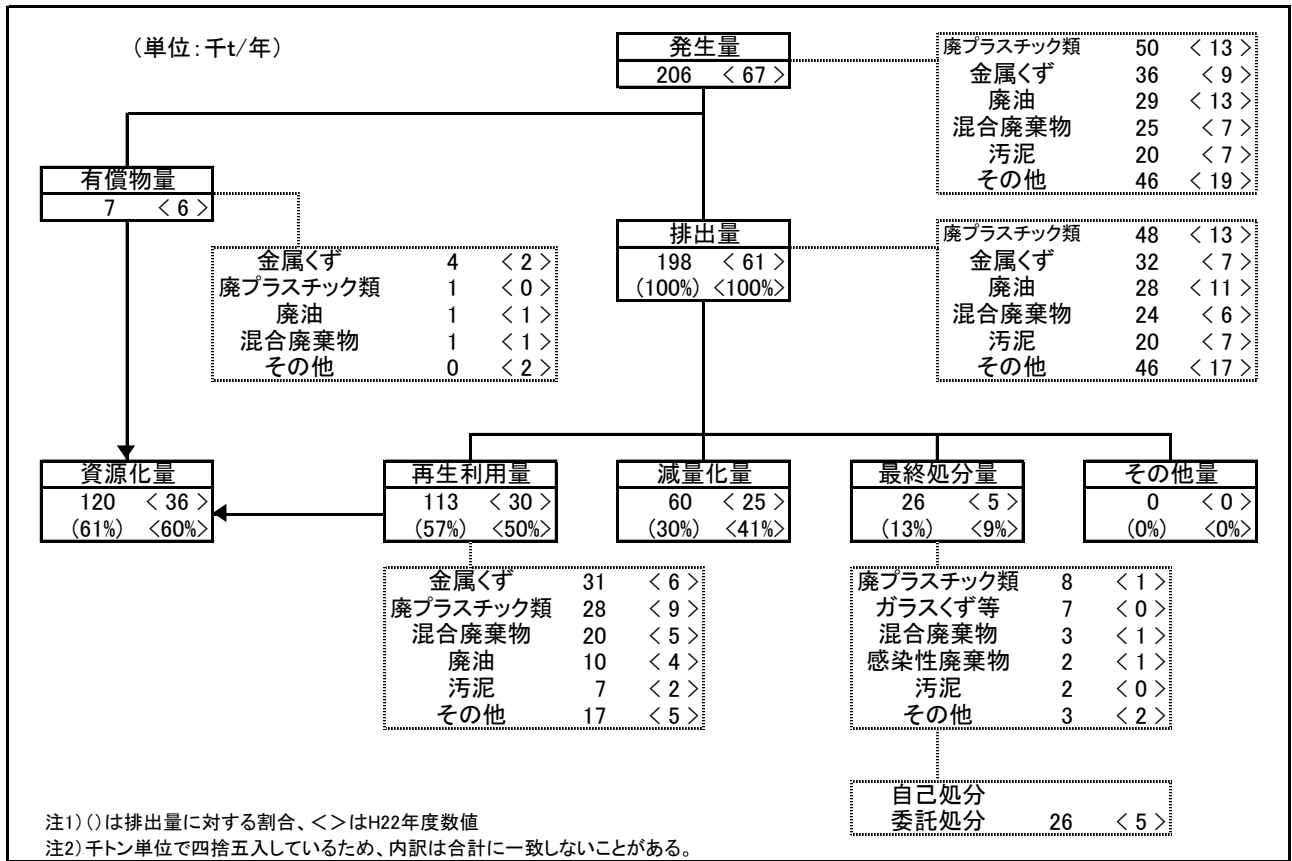 (単位:千t/年)
発生量
206 <67>
廃プラスチック類 50 <13>
金属くず 36 <9>
廃油 29 <13>
混合廃棄物 25 <7>
汚泥 20 <7>
その他 46 <19>
有償物量
7 <6>
金属くず 4 <2>
廃プラスチック類 1 <0>
廃油 1 <1>
混合廃棄物 1 <1>
その他 0 <2>
排出量
198 <61>
(100%) <100%>
廃プラスチック類 48 <13>
金属くず 32 <7>
廃油 28 <11>
混合廃棄物 24 <6>
汚泥 20 <7>
その他 46 <17>
資源化量
120 <36>
(61%) <60%>
再生利用量
113 <30>
(57%) <50%>
減量化量
60 <25>
(30%) <41%>
最終処分量
26 <5>
(13%) <9%>
その他量
0 <0>
(0%) <0%>
金属くず 31 <6>
廃プラスチック類 28 <9>
混合廃棄物 20 <5>
廃油 10 <4>
汚泥 7 <2>
その他 17 <5>
廃プラスチック類 8 <1>
ガラスくず等 7 <0>
混合廃棄物 3 <1>
感染性廃棄物 2 <1>
汚泥 2 <0>
その他 3 <2>
自己処分
委託処分 26 <5>
注1)()は排出量に対する割合、<>はH22年度数値
注2)千トン単位で四捨五入しているため、内訳は合計に一致しないことがある。